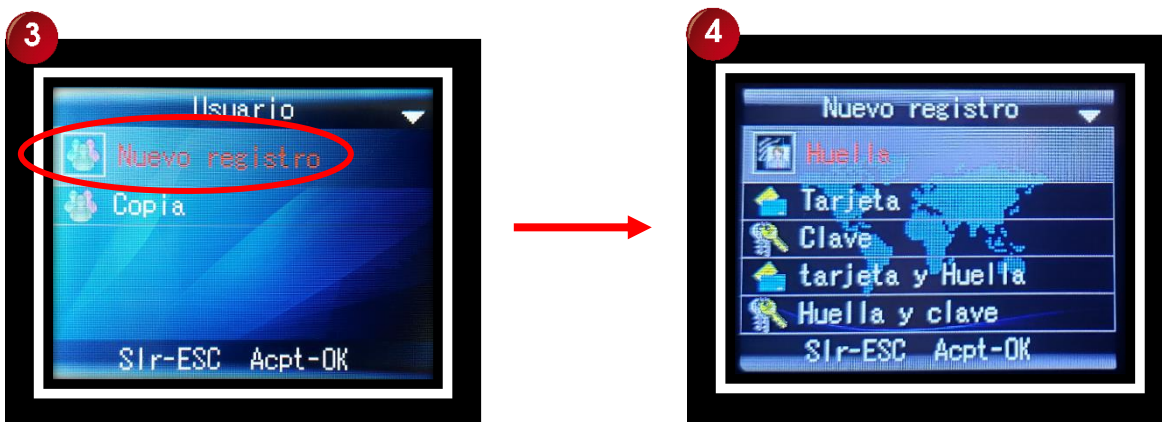 3
Usuario
Nuevo registro
Copia
Slr-ESC Acpt-OK
4
Nuevo registro
Huella
Tarjeta
Clave
tarjeta y Huella
Huella y clave
Slr-ESC Acpt-OK